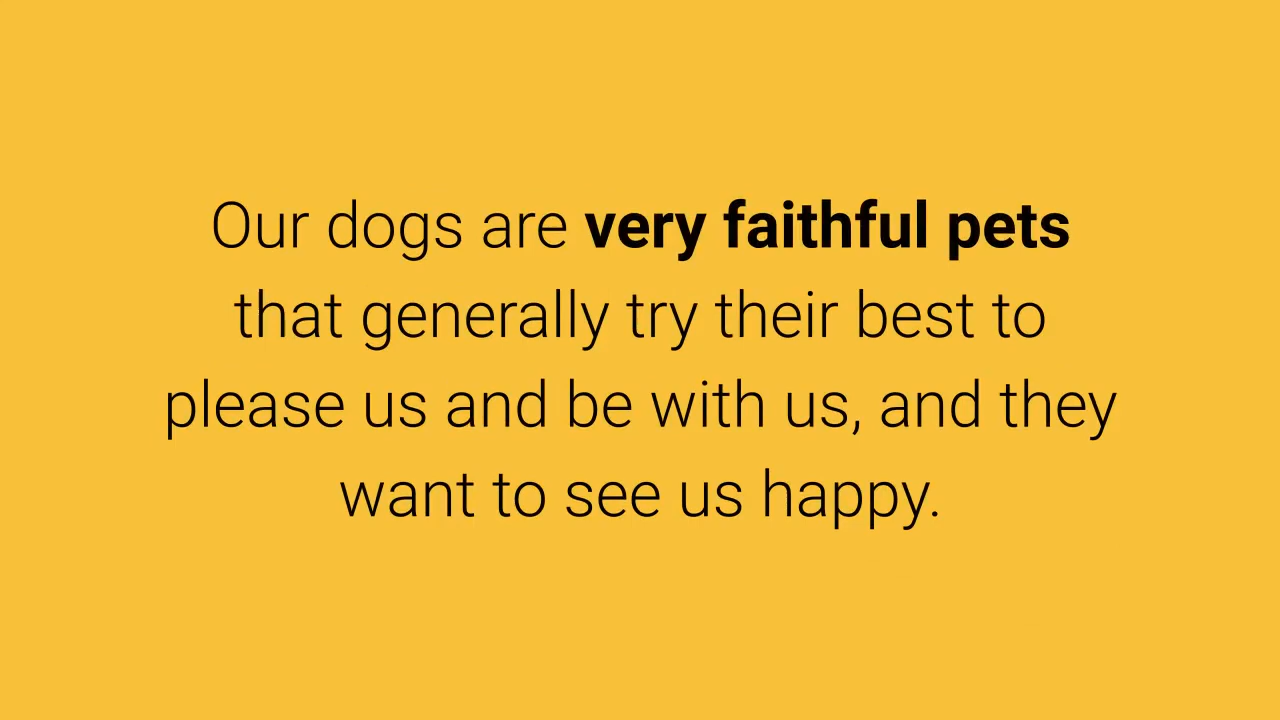 Our dogs are very faithful pets
that generally try their best to
please us and be with us, and they
want to see us happy.